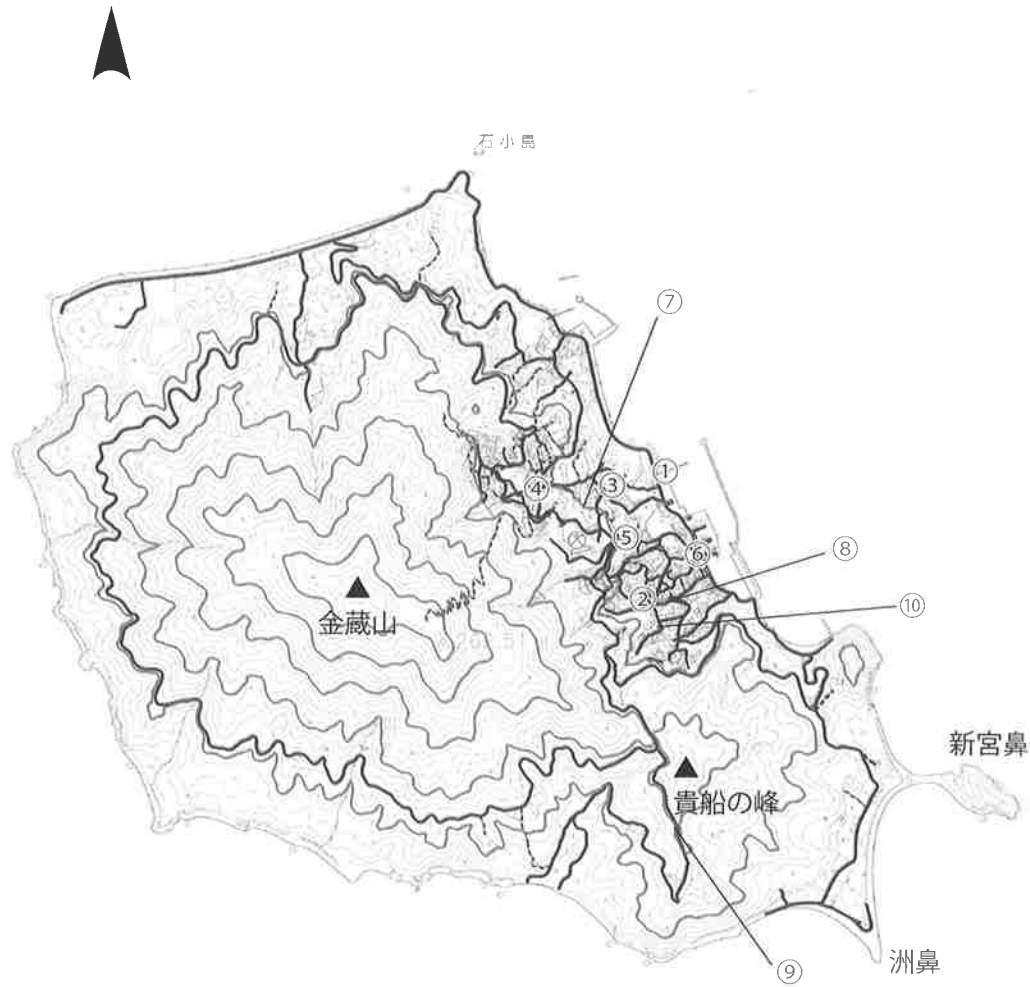 石小島
⑦
①
③
④
⑤
⑥
⑧
②
⑩
金蔵山
新宮鼻
貴船の峰
洲鼻
⑨